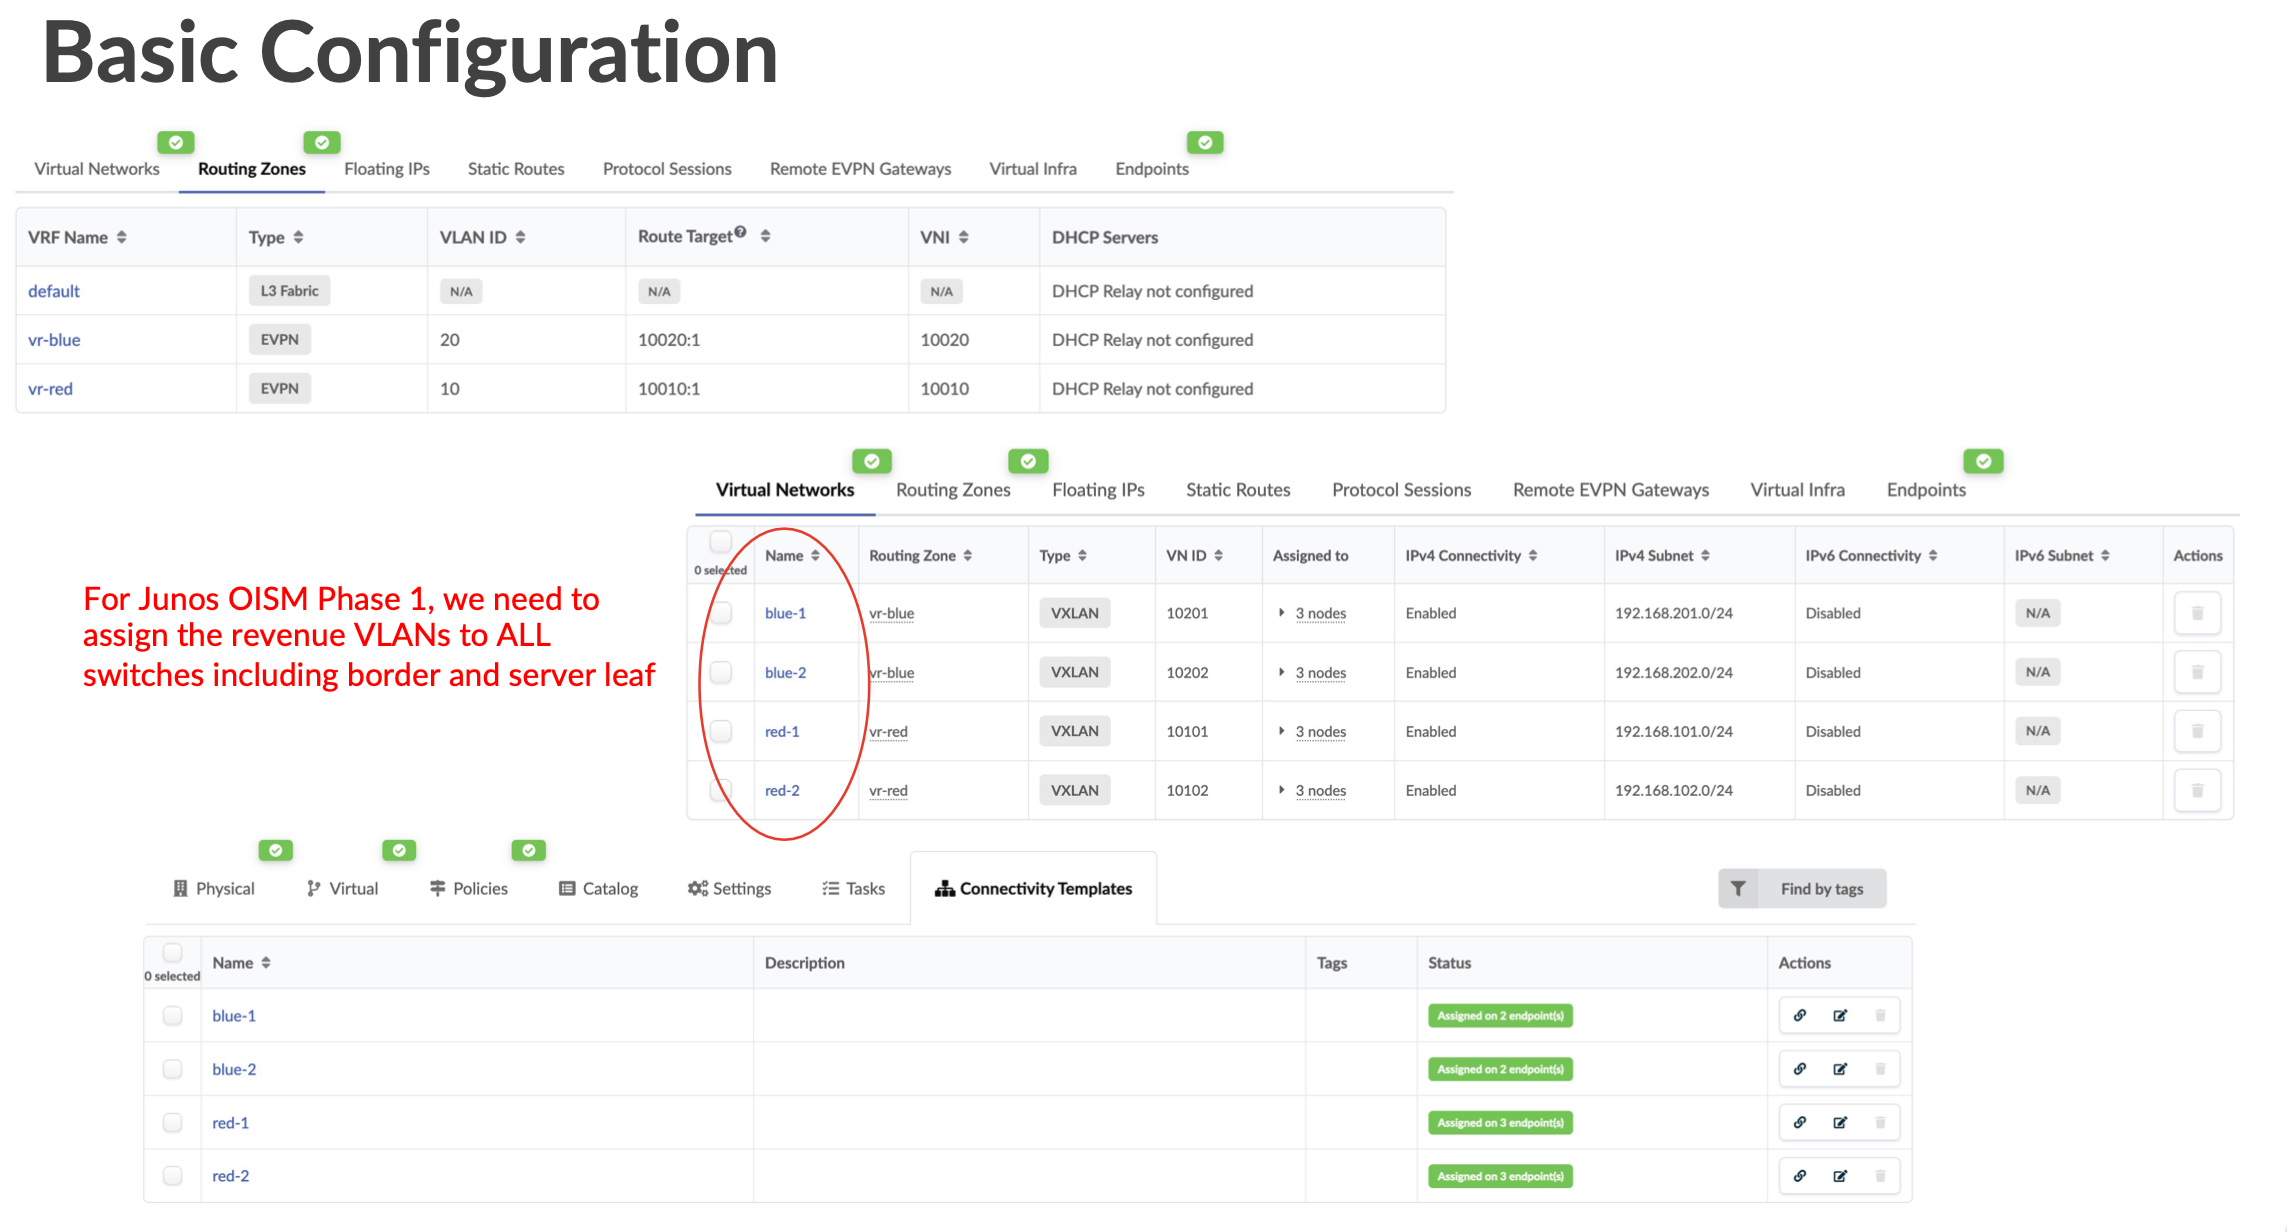 Basic Configuration
Virtual Networks Routing Zones Floating IPs Static Routes Protocol Sessions Remote EVPN Gateways Virtual Infra Endpoints
VRF Name Type VLAN ID Route Target? VNI DHCP Servers
default L3 Fabric N/A N/A N/A DHCP Relay not configured
vr-blue EVPN 20 10020:1 10020 DHCP Relay not configured
vr-red EVPN 10 10010:1 10010 DHCP Relay not configured
Virtual Networks Routing Zones Floating IPs Static Routes Protocol Sessions Remote EVPN Gateways Virtual Infra Endpoints
Name Routing Zone Type VN ID Assigned to IPv4 Connectivity IPv4 Subnet IPv6 Connectivity IPv6 Subnet Actions
0 selected
blue-1 vr-blue VXLAN 10201 3 nodes Enabled 192.168.201.0/24 Disabled N/A
blue-2 vr-blue VXLAN 10202 3 nodes Enabled 192.168.202.0/24 Disabled N/A
red-1 vr-red VXLAN 10101 3 nodes Enabled 192.168.101.0/24 Disabled N/A
red-2 vr-red VXLAN 10102 3 nodes Enabled 192.168.102.0/24 Disabled N/A
For Junos OISM Phase 1, we need to
assign the revenue VLANs to ALL
switches including border and server leaf
Physical Virtual Policies Catalog Settings Tasks Connectivity Templates Find by tags
Name Description Tags Status Actions
0 selected
blue-1 Assigned on 2 endpoint(s)
blue-2 Assigned on 2 endpoint(s)
red-1 Assigned on 3 endpoint(s)
red-2 Assigned on 3 endpoint(s)